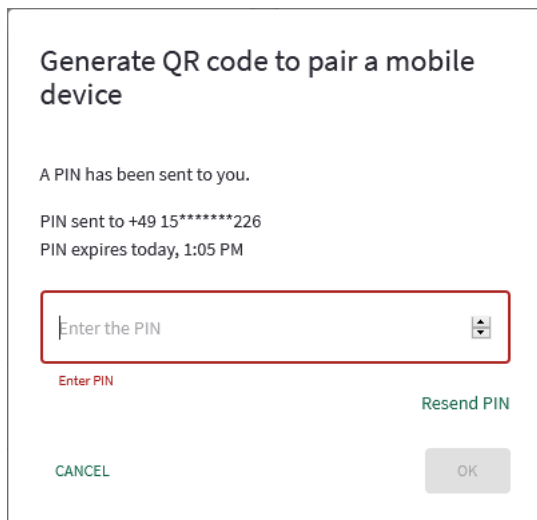 Generate QR code to pair a mobile
device
A PIN has been sent to you.
PIN sent to +49 15*******226
PIN expires today, 1:05 PM
Enter the PIN
Enter PIN
Resend PIN
CANCEL
OK